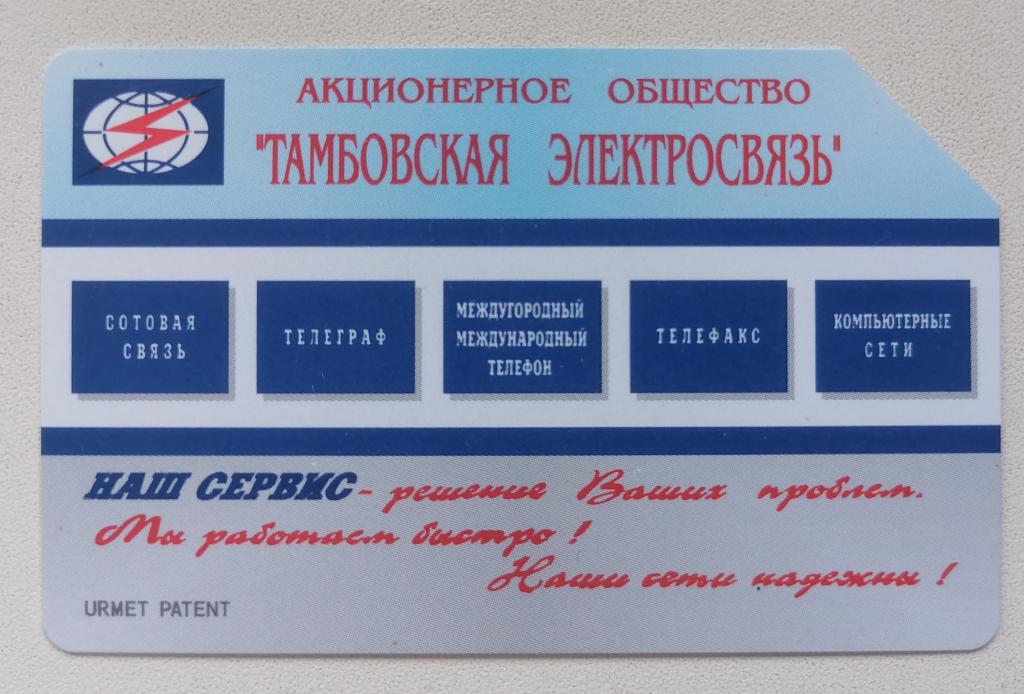 АКЦИОНЕРНОЕ ОБЩЕСТВО
"ТАМБОВСКАЯ ЭЛЕКТРОСВЯЗЬ"
СОТОВАЯ
СВЯЗЬ
ТЕЛЕГРАФ
МЕЖДУГОРОДНЫЙ
МЕЖДУНАРОДНЫЙ
ТЕЛЕФОН
ТЕЛЕФАКС
КОМПЬЮТЕРНЫЕ
СЕТИ
НАШ СЕРВИС - решение Ваших проблем.
Мы работаем быстро !
Наши сети надежны !
URMET PATENT